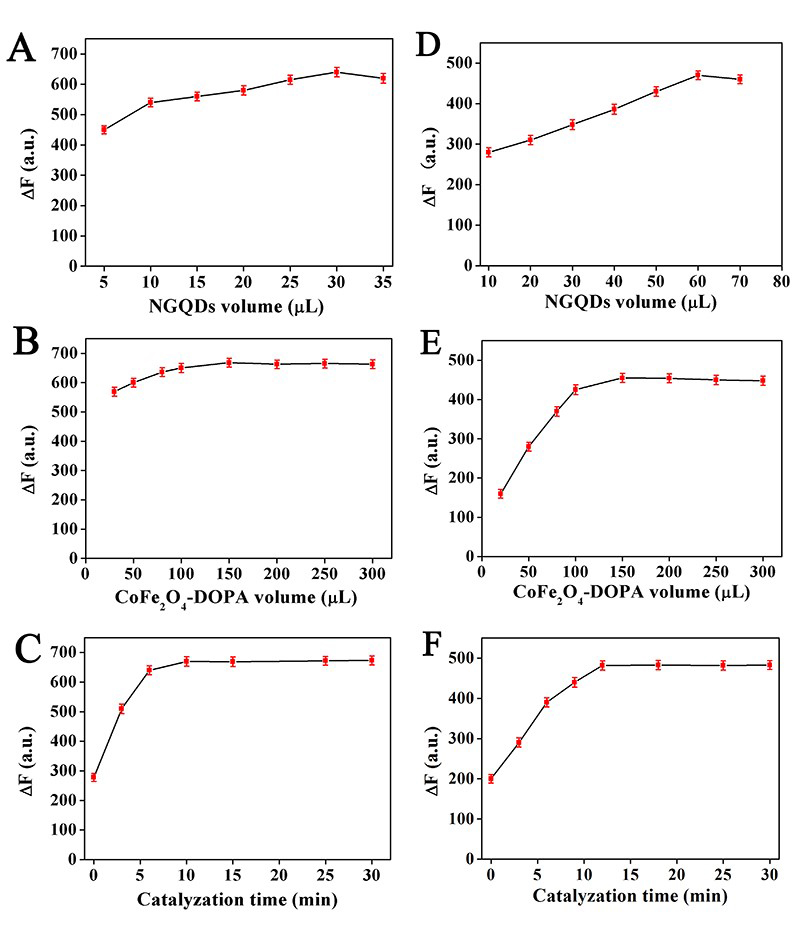 A
700
600
500
400
300
200
100
0
ΔF (a.u.)
5 10 15 20 25 30 35
NGQDs volume (μL)
D
500
400
300
200
100
0
ΔF (a.u.)
10 20 30 40 50 60 70 80
NGQDs volume (μL)
B
700
600
500
400
300
200
100
0
ΔF (a.u.)
0 50 100 150 200 250 300
CoFe₂O₄-DOPA volume (μL)
E
500
400
300
200
100
0
ΔF (a.u.)
0 50 100 150 200 250 300
CoFe₂O₄-DOPA volume (μL)
C
700
600
500
400
300
200
100
0
ΔF (a.u.)
0 5 10 15 20 25 30
Catalyzation time (min)
F
500
400
300
200
100
0
ΔF (a.u.)
0 5 10 15 20 25 30
Catalyzation time (min)